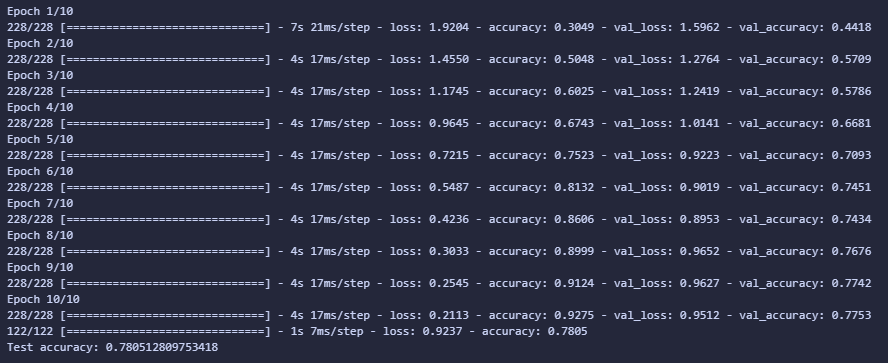 Epoch 1/10
228/228 [==============================] - 7s 21ms/step - loss: 1.9204 - accuracy: 0.3049 - val_loss: 1.5962 - val_accuracy: 0.4418
Epoch 2/10
228/228 [==============================] - 4s 17ms/step - loss: 1.4550 - accuracy: 0.5048 - val_loss: 1.2764 - val_accuracy: 0.5709
Epoch 3/10
228/228 [==============================] - 4s 17ms/step - loss: 1.1745 - accuracy: 0.6025 - val_loss: 1.2419 - val_accuracy: 0.5786
Epoch 4/10
228/228 [==============================] - 4s 17ms/step - loss: 0.9645 - accuracy: 0.6743 - val_loss: 1.0141 - val_accuracy: 0.6681
Epoch 5/10
228/228 [==============================] - 4s 17ms/step - loss: 0.7215 - accuracy: 0.7523 - val_loss: 0.9223 - val_accuracy: 0.7093
Epoch 6/10
228/228 [==============================] - 4s 17ms/step - loss: 0.5487 - accuracy: 0.8132 - val_loss: 0.9019 - val_accuracy: 0.7451
Epoch 7/10
228/228 [==============================] - 4s 17ms/step - loss: 0.4236 - accuracy: 0.8606 - val_loss: 0.8953 - val_accuracy: 0.7434
Epoch 8/10
228/228 [==============================] - 4s 17ms/step - loss: 0.3033 - accuracy: 0.8999 - val_loss: 0.9652 - val_accuracy: 0.7676
Epoch 9/10
228/228 [==============================] - 4s 17ms/step - loss: 0.2545 - accuracy: 0.9124 - val_loss: 0.9627 - val_accuracy: 0.7742
Epoch 10/10
228/228 [==============================] - 4s 17ms/step - loss: 0.2113 - accuracy: 0.9275 - val_loss: 0.9512 - val_accuracy: 0.7753
122/122 [==============================] - 1s 7ms/step - loss: 0.9237 - accuracy: 0.7805
Test accuracy: 0.780512809753418